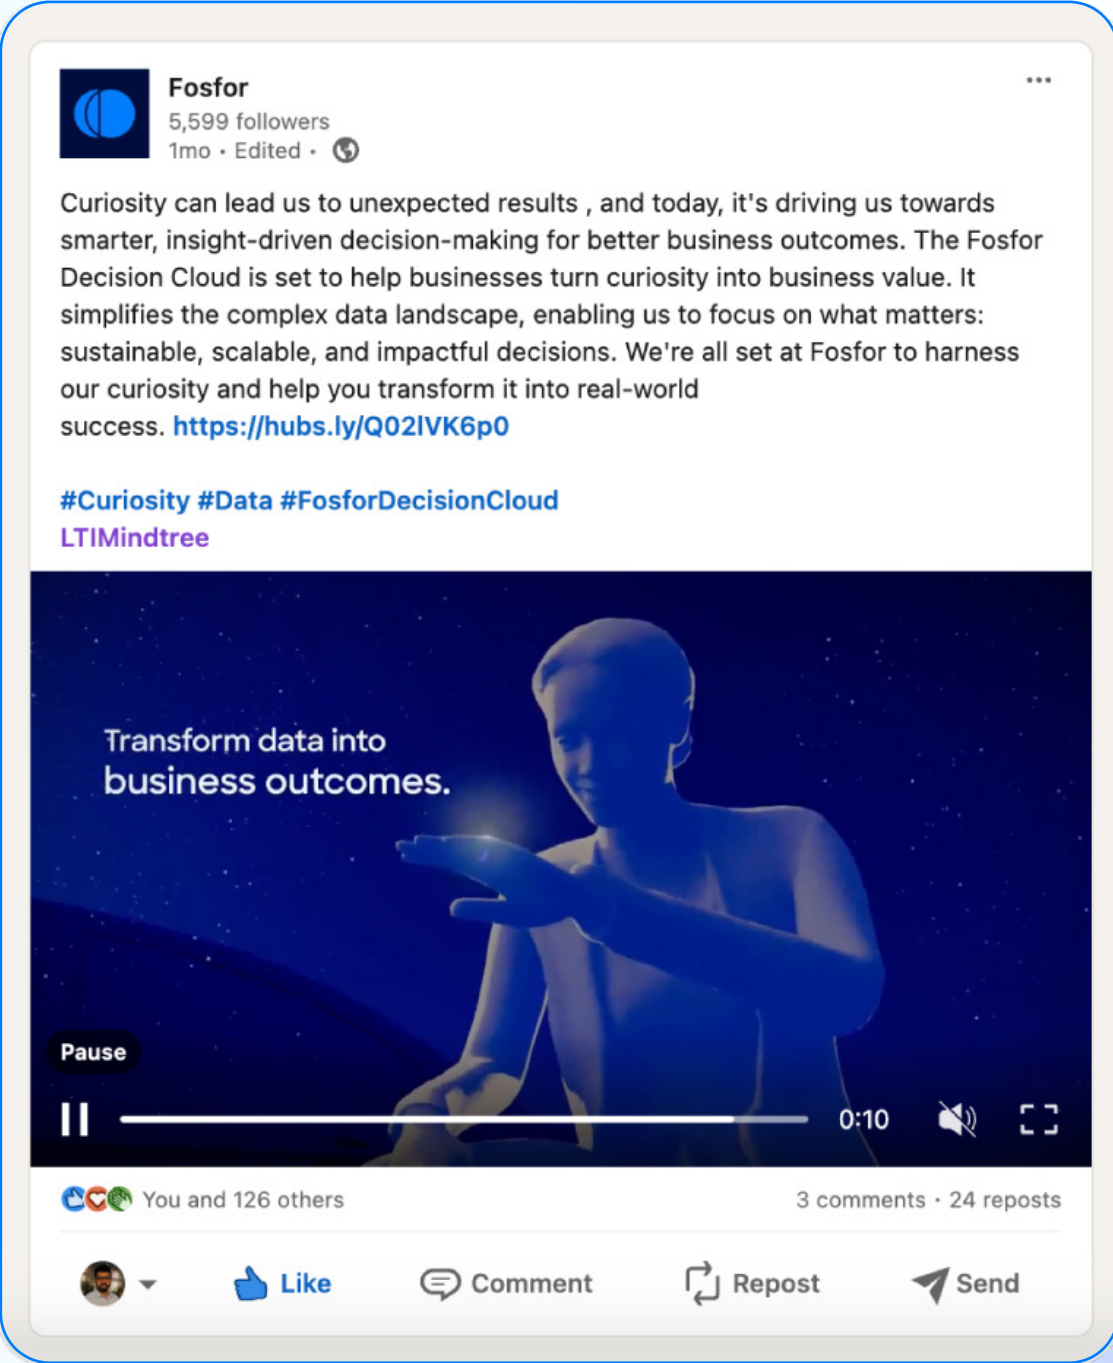 Fosfor
5,599 followers
1mo • Edited •
Curiosity can lead us to unexpected results , and today, it's driving us towards
smarter, insight-driven decision-making for better business outcomes. The Fosfor
Decision Cloud is set to help businesses turn curiosity into business value. It
simplifies the complex data landscape, enabling us to focus on what matters:
sustainable, scalable, and impactful decisions. We're all set at Fosfor to harness
our curiosity and help you transform it into real-world
success. https://hubs.ly/Q02lVK6p0
#Curiosity #Data #FosforDecisionCloud
LTIMindtree
Transform data into
business outcomes.
Pause
0:10
You and 126 others
3 comments • 24 reposts
Like
Comment
Repost
Send